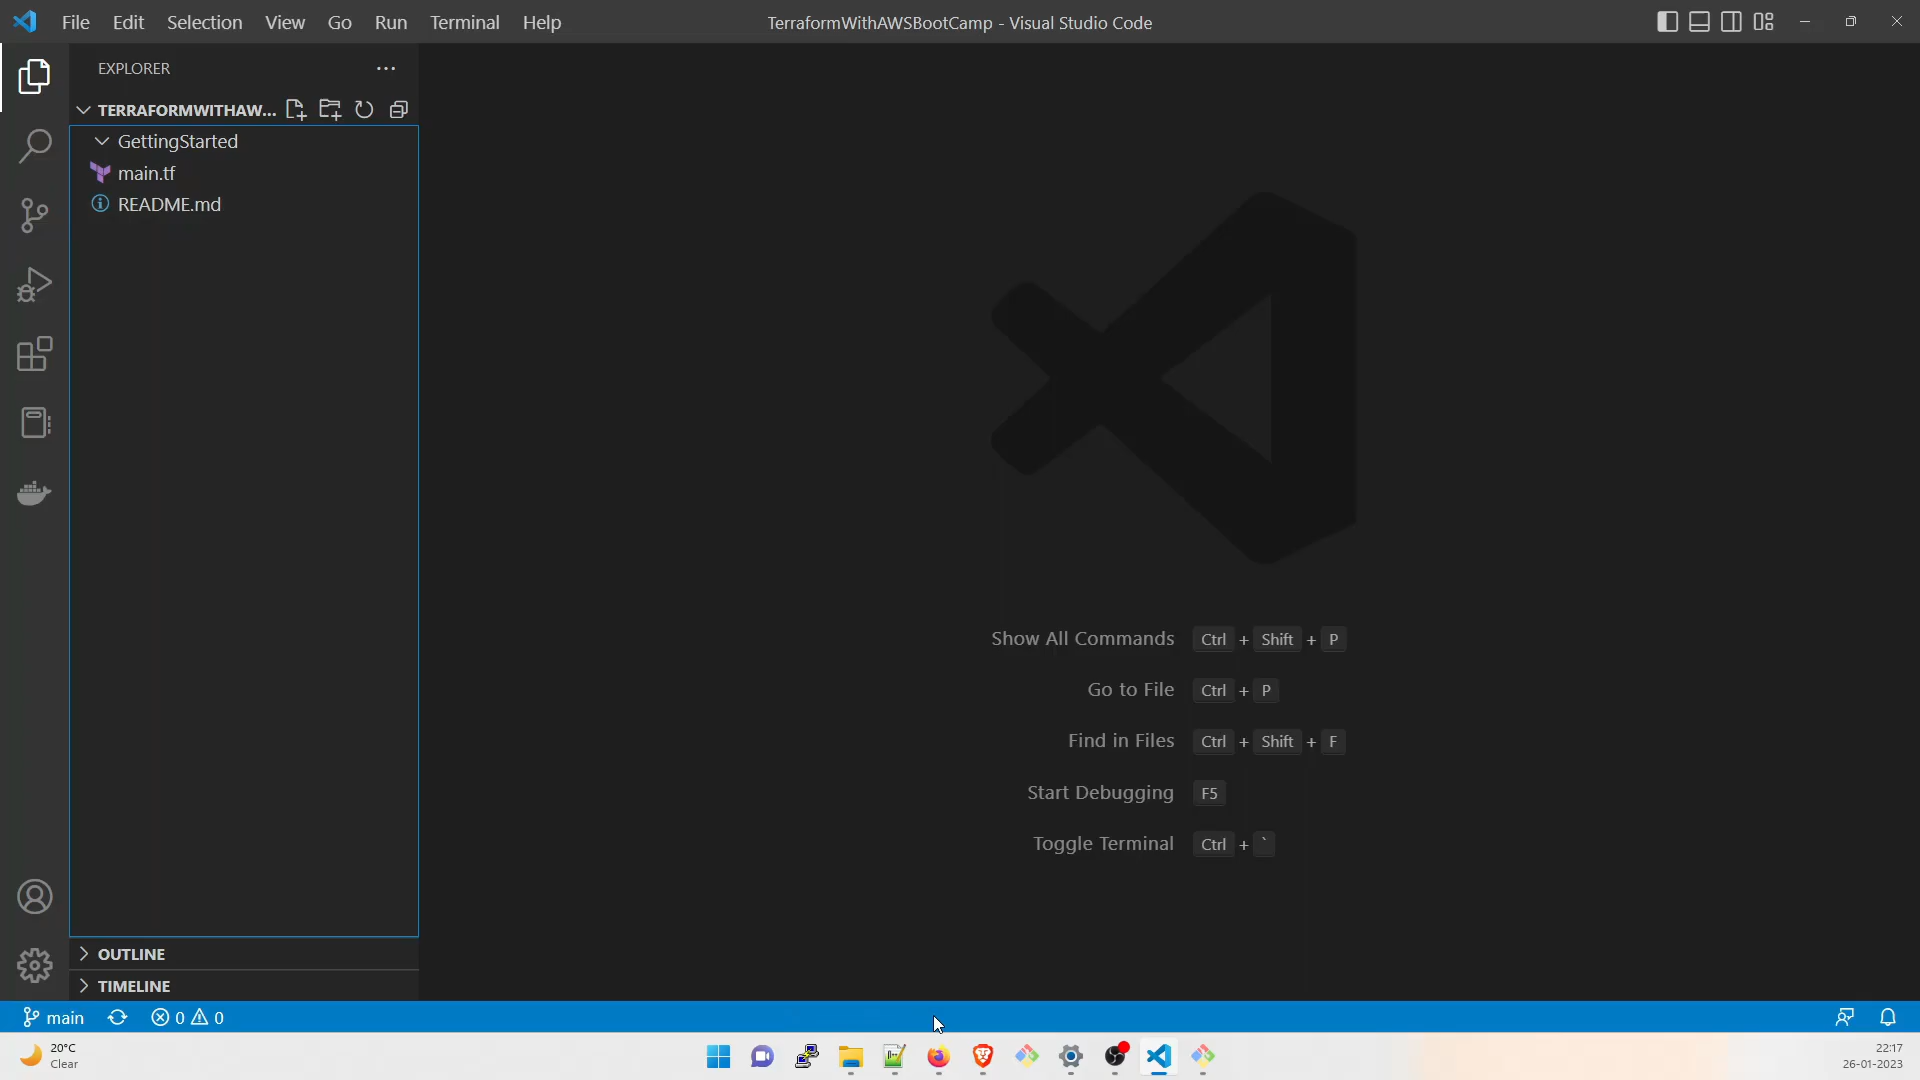 File Edit Selection View Go Run Terminal Help
TerraformWithAWSBootCamp - Visual Studio Code
EXPLORER
TERRAFORMWITHAW...
GettingStarted
main.tf
README.md
Show All Commands Ctrl + Shift + P
Go to File Ctrl + P
Find in Files Ctrl + Shift + F
Start Debugging F5
Toggle Terminal Ctrl + `
OUTLINE
TIMELINE
main 0 0
20°C
Clear
22:17
26-01-2023